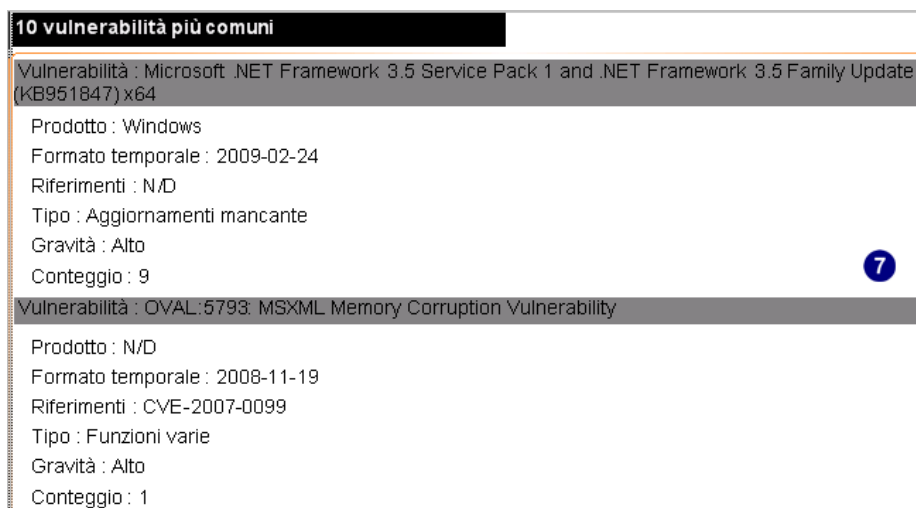 10 vulnerabilità più comuni
Vulnerabilità : Microsoft .NET Framework 3.5 Service Pack 1 and .NET Framework 3.5 Family Update
(KB951847) x64
Prodotto : Windows
Formato temporale : 2009-02-24
Riferimenti : N/D
Tipo : Aggiornamenti mancante
Gravità : Alto
Conteggio : 9
7
Vulnerabilità : OVAL:5793: MSXML Memory Corruption Vulnerability
Prodotto : N/D
Formato temporale : 2008-11-19
Riferimenti : CVE-2007-0099
Tipo : Funzioni varie
Gravità : Alto
Conteggio : 1